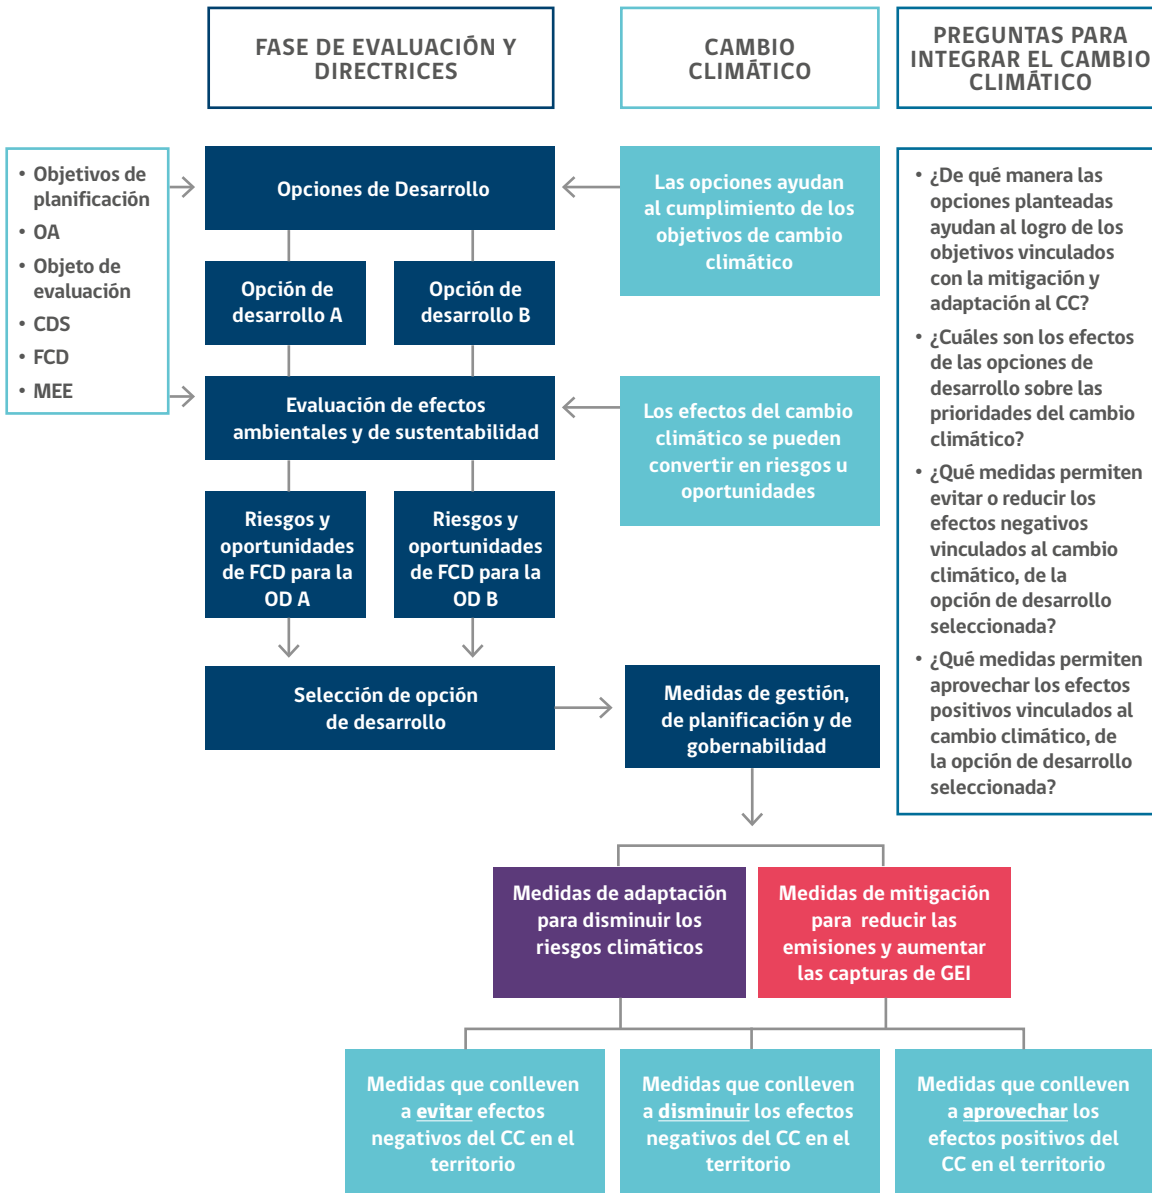 FASE DE EVALUACIÓN Y
DIRECTRICES
CAMBIO
CLIMÁTICO
PREGUNTAS PARA
INTEGRAR EL CAMBIO
CLIMÁTICO
• Objetivos de
planificación
• OA
• Objeto de
evaluación
• CDS
• FCD
• MEE
Opciones de Desarrollo
Opción de
desarrollo A
Opción de
desarrollo B
Evaluación de efectos
ambientales y de sustentabilidad
Riesgos y
oportunidades
de FCD para la
OD A
Riesgos y
oportunidades
de FCD para la
OD B
Selección de opción
de desarrollo
Las opciones ayudan
al cumplimiento de los
objetivos de cambio
climático
Los efectos del cambio
climático se pueden
convertir en riesgos u
oportunidades
Medidas de gestión,
de planificación y de
gobernabilidad
• ¿De qué manera las
opciones planteadas
ayudan al logro de los
objetivos vinculados
con la mitigación y
adaptación al CC?
• ¿Cuáles son los efectos
de las opciones de
desarrollo sobre las
prioridades del cambio
climático?
• ¿Qué medidas permiten
evitar o reducir los
efectos negativos
vinculados al cambio
climático, de la
opción de desarrollo
seleccionada?
• ¿Qué medidas permiten
aprovechar los efectos
positivos vinculados al
cambio climático, de
la opción de desarrollo
seleccionada?
Medidas de adaptación
para disminuir los
riesgos climáticos
Medidas de mitigación
para reducir las
emisiones y aumentar
las capturas de GEI
Medidas que conlleven
a evitar efectos
negativos del CC en el
territorio
Medidas que conlleven
a disminuir los efectos
negativos del CC en el
territorio
Medidas que conlleven
a aprovechar los
efectos positivos del
CC en el territorio